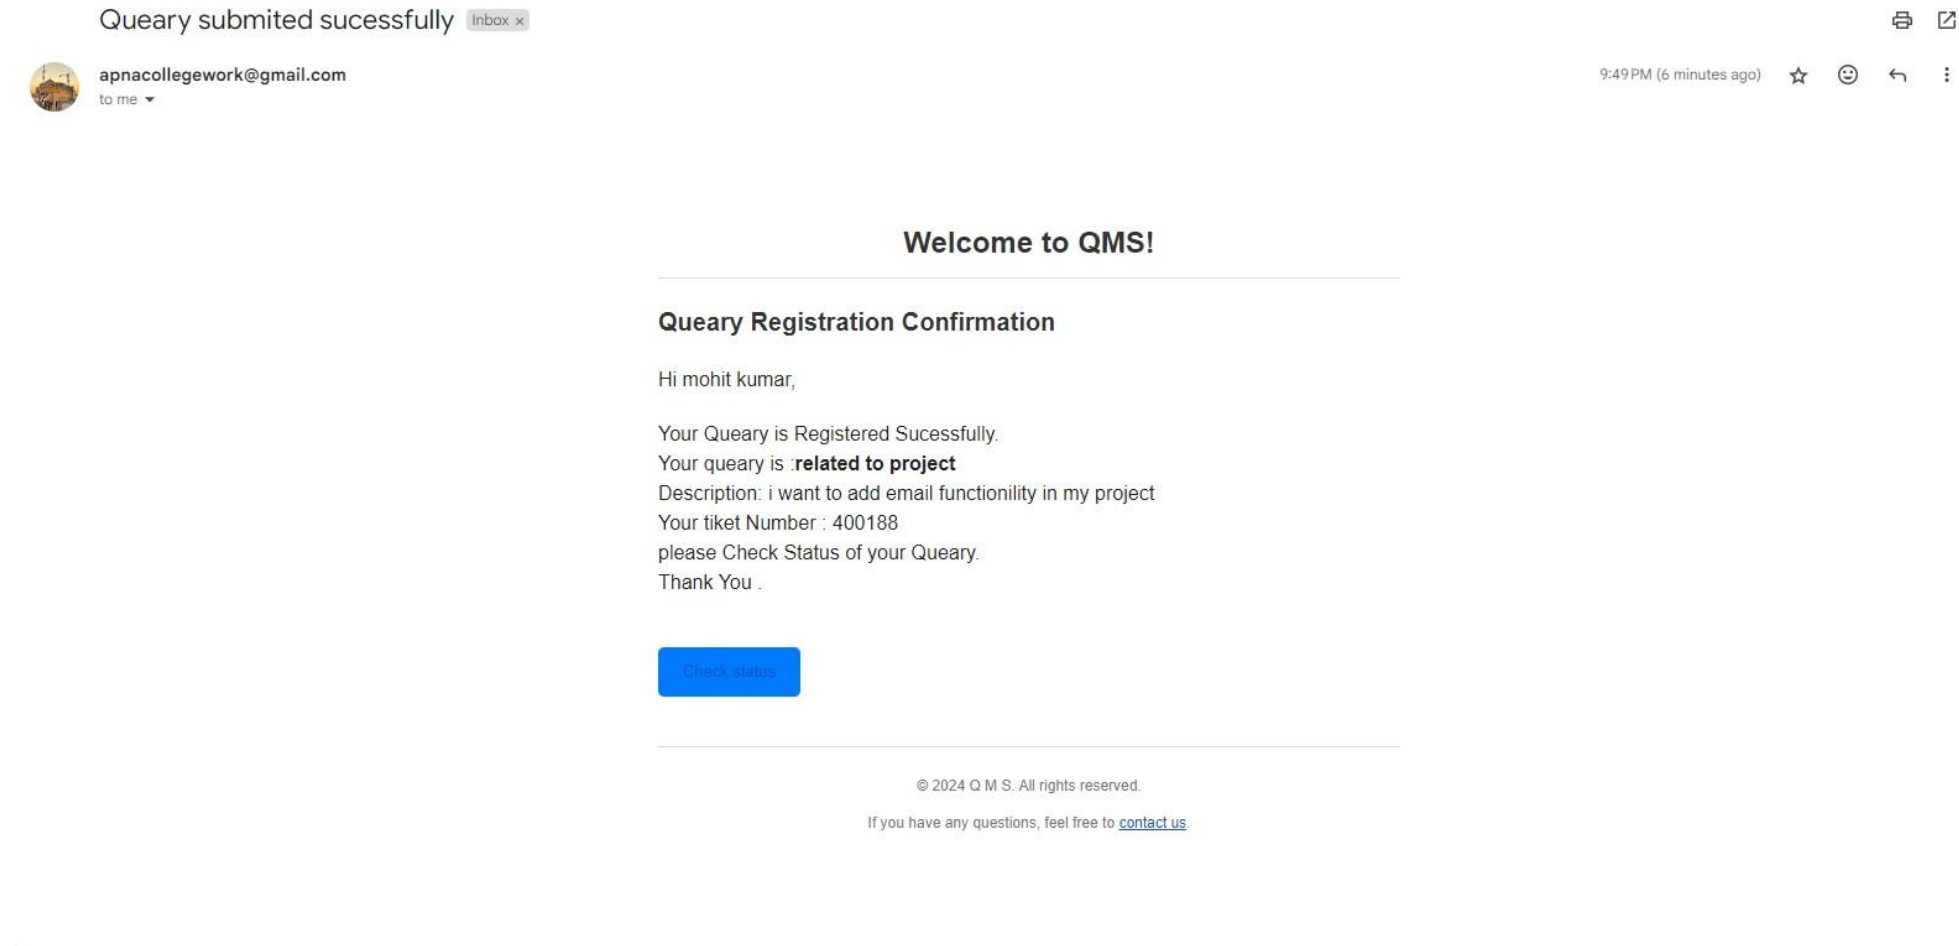 Queary submited sucessfully Inbox ×
apnacollegework@gmail.com 9:49 PM (6 minutes ago)
to me
Welcome to QMS!
Queary Registration Confirmation
Hi mohit kumar,
Your Queary is Registered Sucessfully.
Your queary is :related to project
Description: i want to add email functionility in my project
Your tiket Number : 400188
please Check Status of your Queary.
Thank You .
Check status
© 2024 Q M S. All rights reserved.
If you have any questions, feel free to contact us.